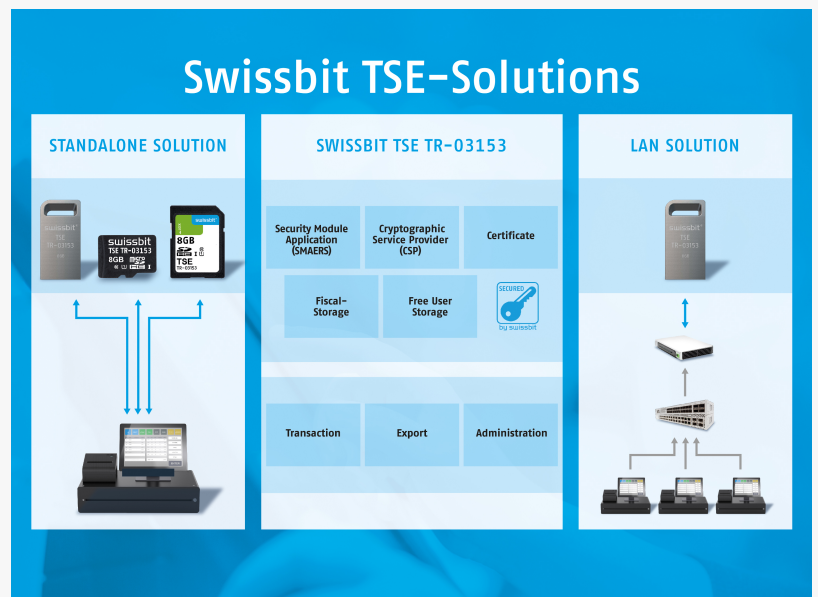 Swissbit TSE-Solutions
STANDALONE SOLUTION
swissbit
TSE
TR-03153
swissbit
TSE TR-03153
8GB
micro
swissbit
8GB
TSE
TR-03153
SWISSBIT TSE TR-03153
Security Module
Application
(SMAERS)
Cryptographic
Service Provider
(CSP)
Certificate
Fiscal-
Storage
Free User
Storage
SECURED
by swissbit
Transaction
Export
Administration
LAN SOLUTION
swissbit
TSE
TR-03153